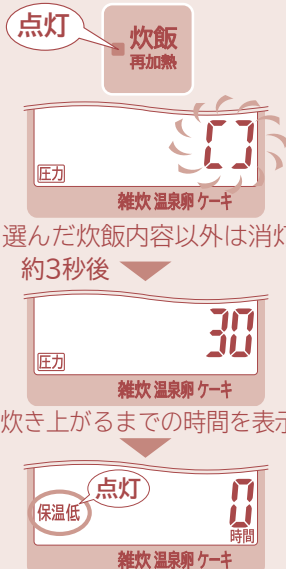 点灯
炊飯
再加熱
圧力
雑炊 温泉卵 ケーキ
選んだ炊飯内容以外は消灯
約3秒後
30
圧力
雑炊 温泉卵 ケーキ
炊き上がるまでの時間を表示
点灯
保温低
0
時間
雑炊 温泉卵 ケーキ